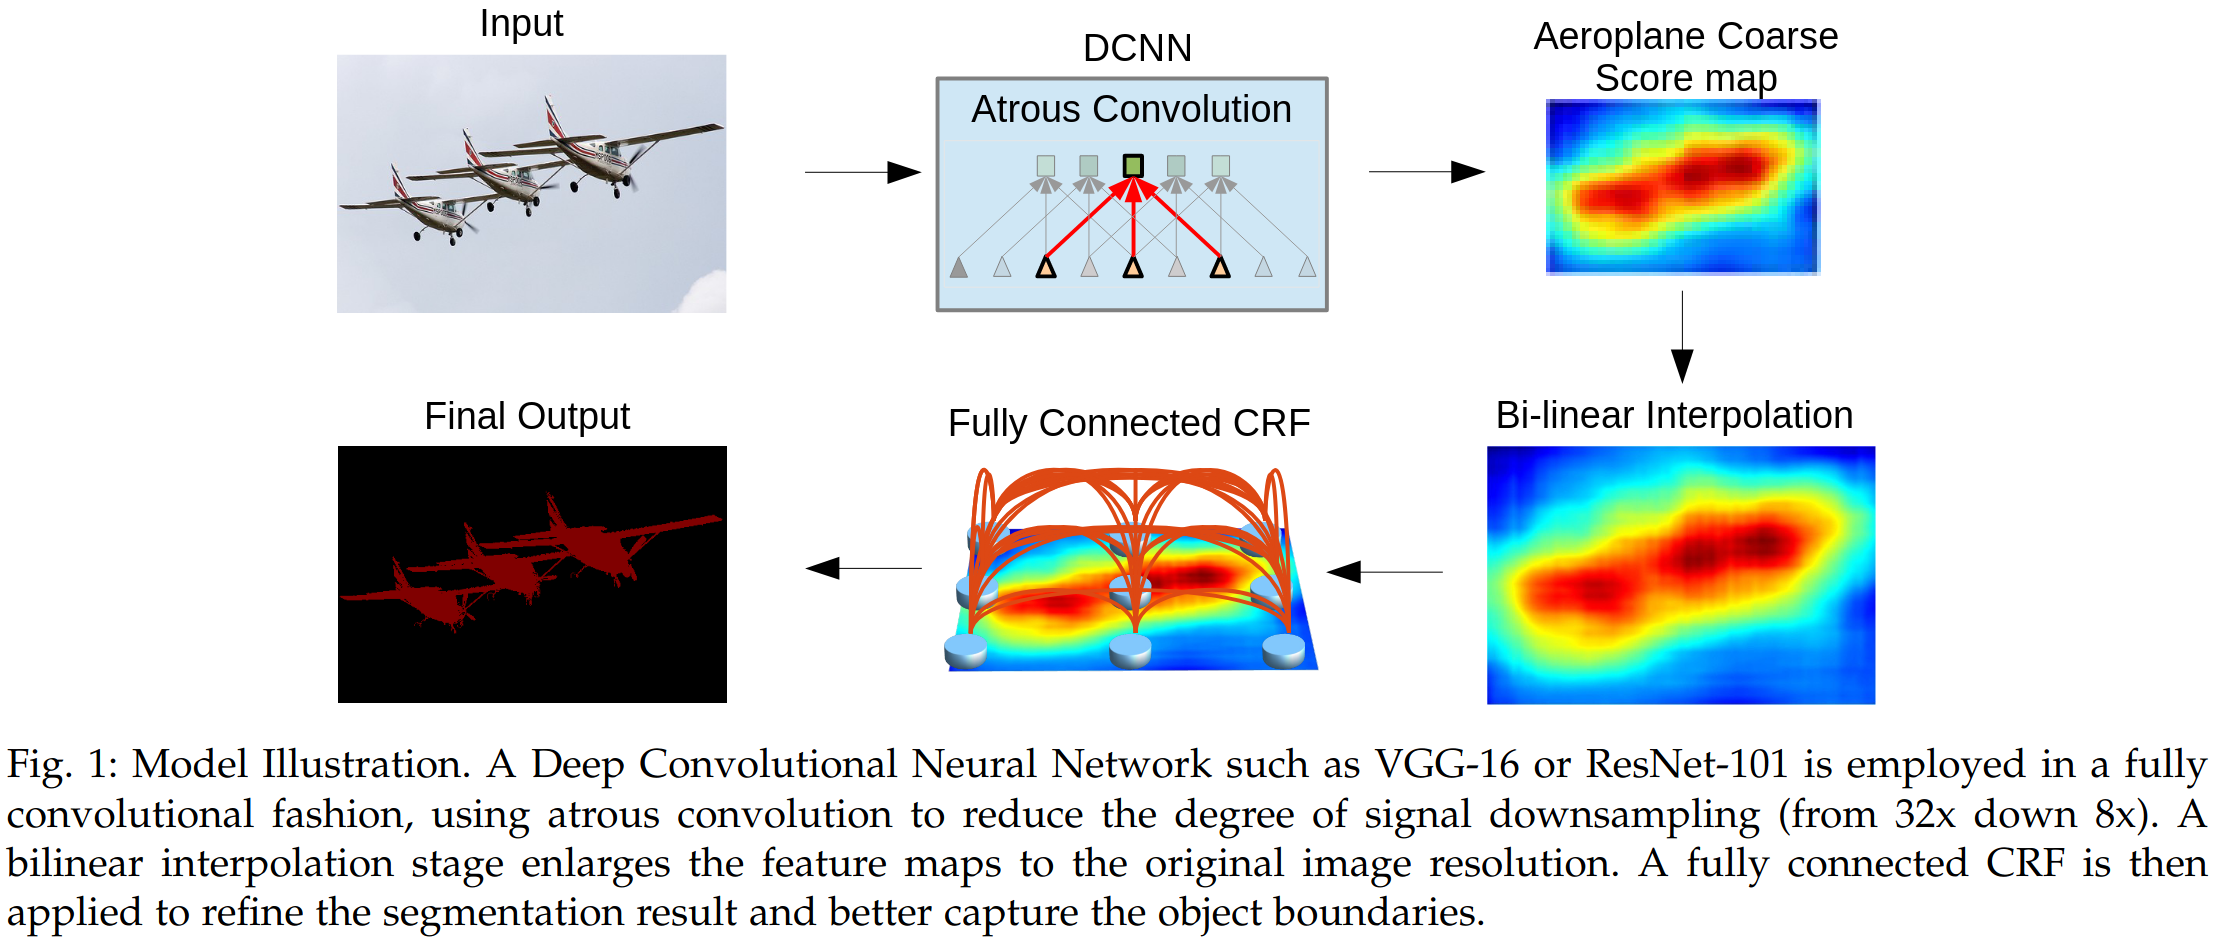 Input
DCNN
Atrous Convolution
Aeroplane Coarse
Score map
Final Output
Fully Connected CRF
Bi-linear Interpolation
Fig. 1: Model Illustration. A Deep Convolutional Neural Network such as VGG-16 or ResNet-101 is employed in a fully
convolutional fashion, using atrous convolution to reduce the degree of signal downsampling (from 32x down 8x). A
bilinear interpolation stage enlarges the feature maps to the original image resolution. A fully connected CRF is then
applied to refine the segmentation result and better capture the object boundaries.